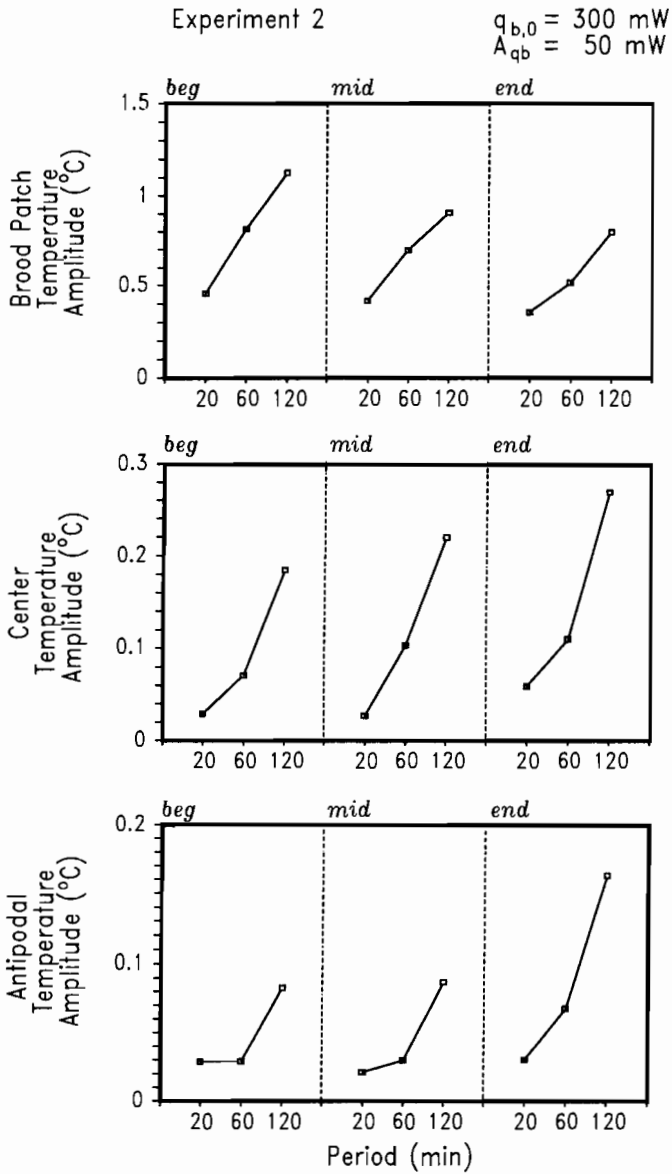 Experiment 2
q_b,0 = 300 mW
A_qb = 50 mW
beg mid end
Brood Patch
Temperature
Amplitude (°C)
1.5
1
0.5
0
20 60 120 20 60 120 20 60 120
beg mid end
Center
Temperature
Amplitude (°C)
0.3
0.2
0.1
0
20 60 120 20 60 120 20 60 120
beg mid end
Antipodal
Temperature
Amplitude (°C)
0.2
0.1
0
20 60 120 20 60 120 20 60 120
Period (min)